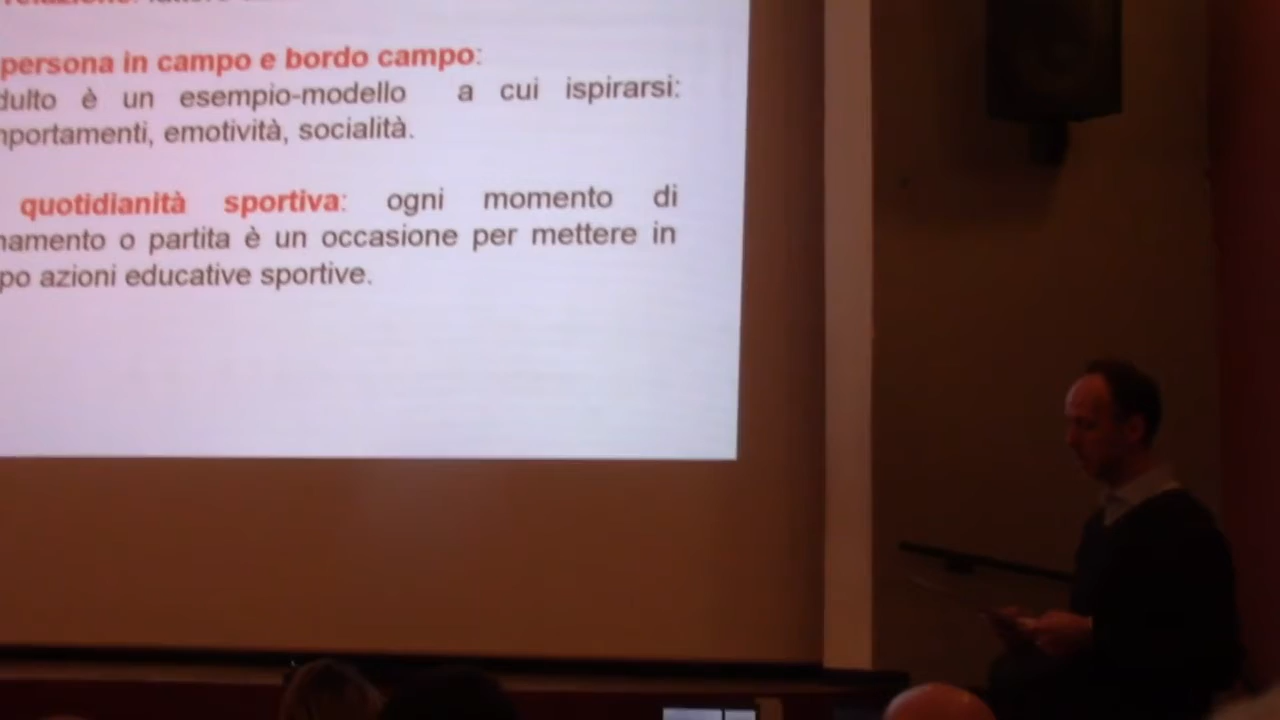 persona in campo e bordo campo:
dulto è un esempio-modello a cui ispirarsi:
mportamenti, emotività, socialità.
quotidianità sportiva: ogni momento di
namento o partita è un occasione per mettere in
po azioni educative sportive.